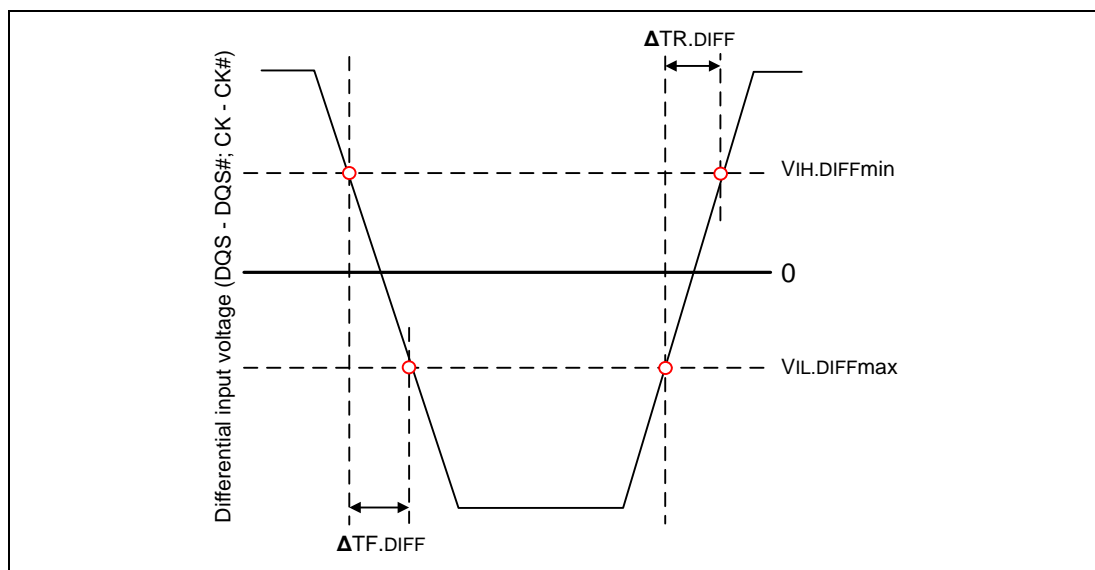 Differential input voltage (DQS - DQS#; CK - CK#)
ΔTR.DIFF
VIH.DIFFmin
0
VIL.DIFFmax
ΔTF.DIFF